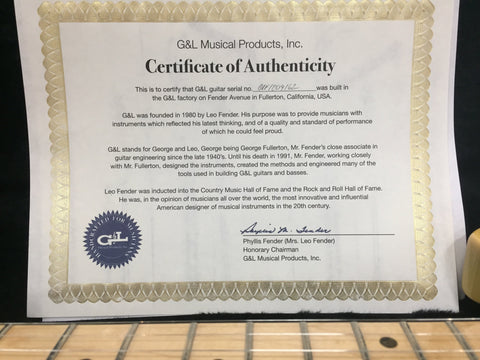 G&L Musical Products, Inc.
Certificate of Authenticity
This is to certify that G&L guitar serial no. was built in
the G&L factory on Fender Avenue in Fullerton, California, USA.
G&L was founded in 1980 by Leo Fender. His purpose was to provide musicians with
instruments which reflected his latest thinking, and of a quality and standard of performance
of which he could feel proud.
G&L stands for George and Leo, George being George Fullerton, Mr. Fender's close associate in
guitar engineering since the late 1940's. Until his death in 1991, Mr. Fender, working closely
with Mr. Fullerton, designed the instruments, created the methods and engineered many of the
tools used in building G&L guitars and basses.
Leo Fender was inducted into the Country Music Hall of Fame and the Rock and Roll Hall of Fame.
He was, in the opinion of musicians all over the world, the most innovative and influential
American designer of musical instruments in the 20th century.
G&L
Phyllis M. Fender
Phyllis Fender (Mrs. Leo Fender)
Honorary Chairman
G&L Musical Products, Inc.